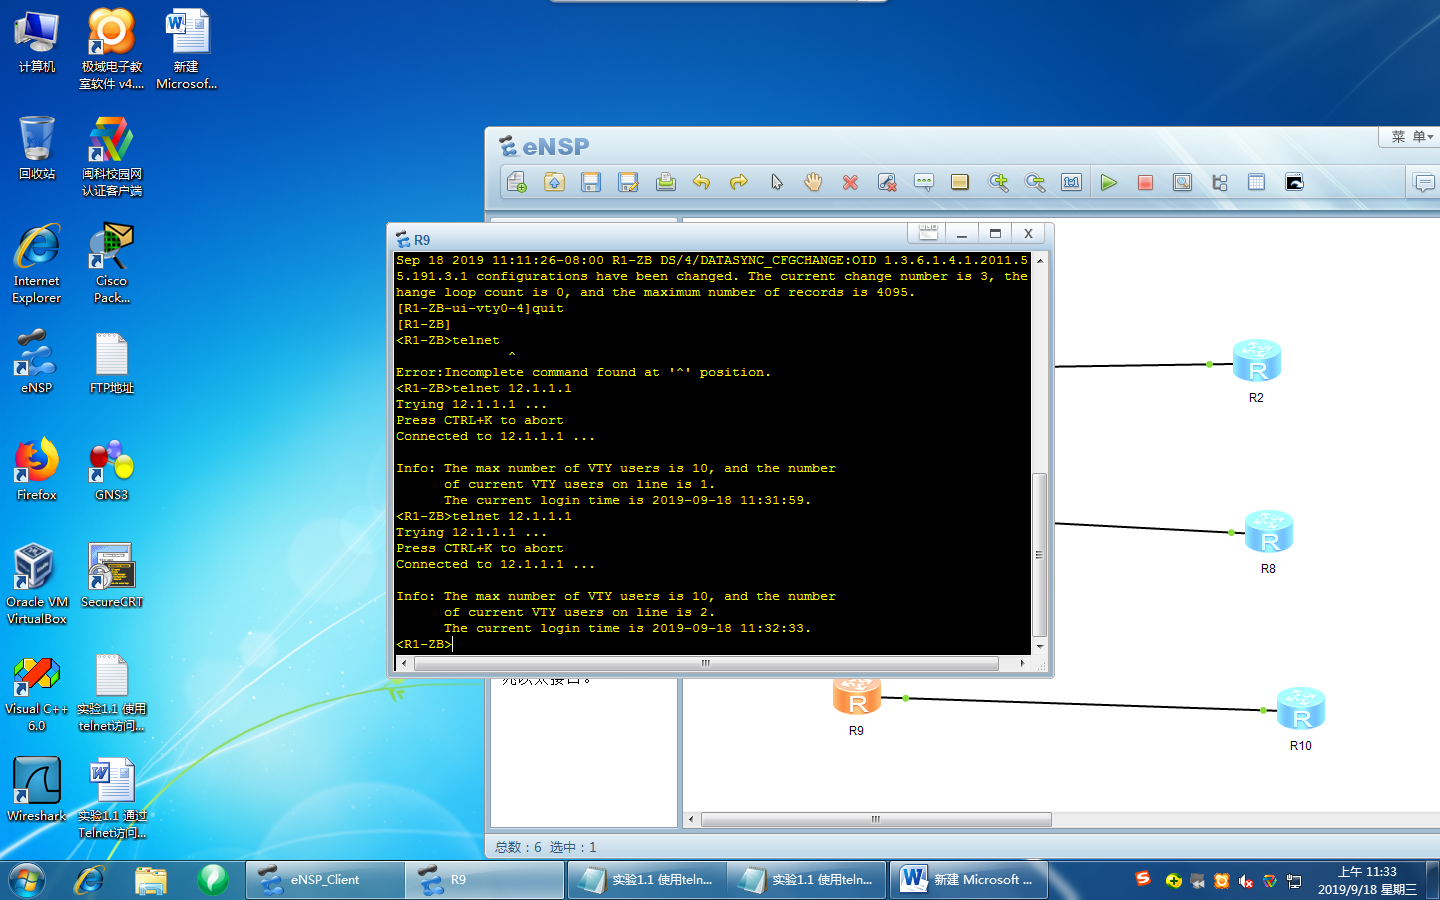 计算机
极域电子教
室软件 v4....
新建
Microsof...
回收站
闽科校园网
认证客户端
Internet
Explorer
Cisco
Pack...
eNSP
FTP地址
Firefox
GNS3
Oracle VM
VirtualBox
SecureCRT
Visual C++
6.0
实验1.1 使用
telnet访问...
Wireshark
实验1.1 通过
Telnet访问...
eNSP
菜 单
1:1
R9
Sep 18 2019 11:11:26-08:00 R1-ZB DS/4/DATASYNC_CFGCHANGE:OID 1.3.6.1.4.1.2011.5
5.191.3.1 configurations have been changed. The current change number is 3, the
hange loop count is 0, and the maximum number of records is 4095.
[R1-ZB-ui-vty0-4]quit
[R1-ZB]
<R1-ZB>telnet
^
Error:Incomplete command found at '^' position.
<R1-ZB>telnet 12.1.1.1
Trying 12.1.1.1 ...
Press CTRL+K to abort
Connected to 12.1.1.1 ...
Info: The max number of VTY users is 10, and the number
of current VTY users on line is 1.
The current login time is 2019-09-18 11:31:59.
<R1-ZB>telnet 12.1.1.1
Trying 12.1.1.1 ...
Press CTRL+K to abort
Connected to 12.1.1.1 ...
Info: The max number of VTY users is 10, and the number
of current VTY users on line is 2.
The current login time is 2019-09-18 11:32:33.
<R1-ZB>
R
R2
R
R8
R
R9
R
R10
总数：6 选中：1
eNSP_Client
R9
实验1.1 使用teln...
实验1.1 使用teln...
新建 Microsoft ...
上午 11:33
2019/9/18 星期三